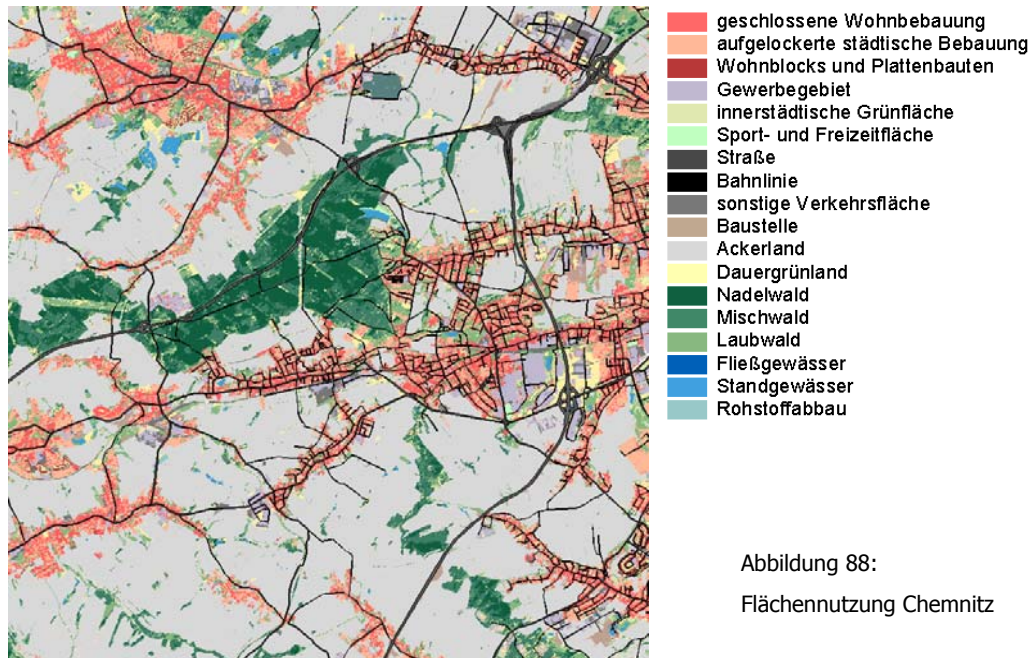 geschlossene Wohnbebauung
aufgelockerte städtische Bebauung
Wohnblocks und Plattenbauten
Gewerbegebiet
innerstädtische Grünfläche
Sport- und Freizeitfläche
Straße
Bahnlinie
sonstige Verkehrsfläche
Baustelle
Ackerland
Dauergrünland
Nadelwald
Mischwald
Laubwald
Fließgewässer
Standgewässer
Rohstoffabbau
Abbildung 88:
Flächennutzung Chemnitz